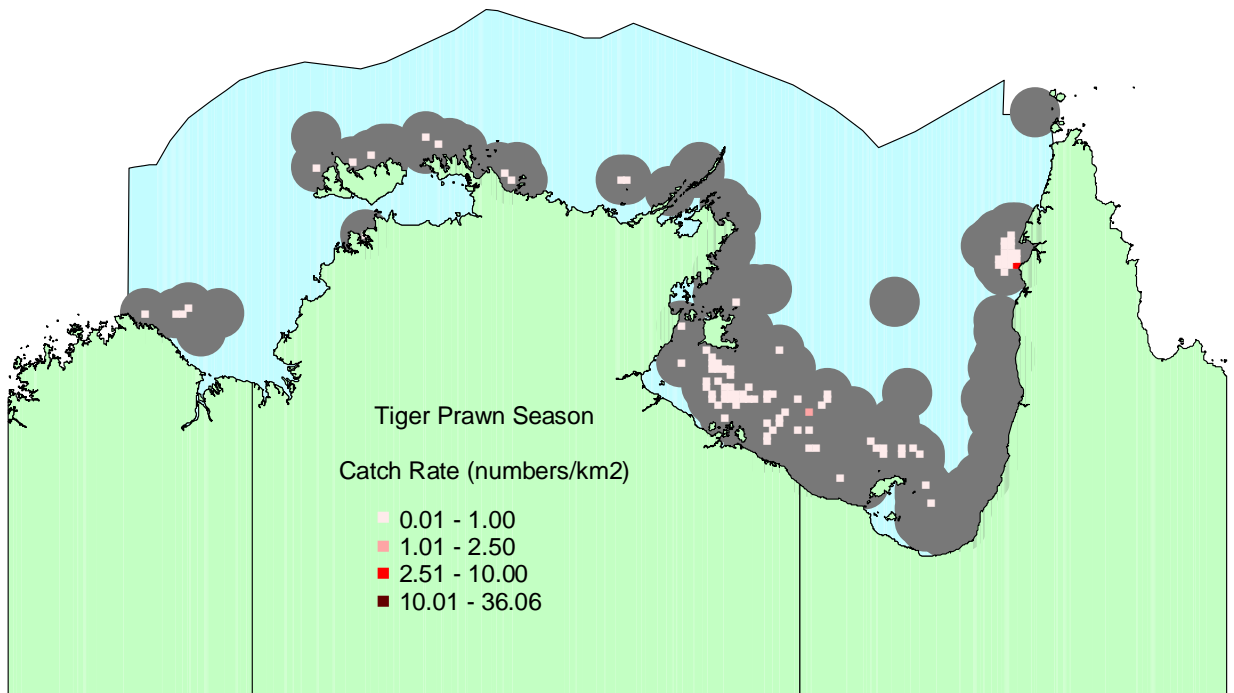 Tiger Prawn Season
Catch Rate (numbers/km2)
0.01 - 1.00
1.01 - 2.50
2.51 - 10.00
10.01 - 36.06